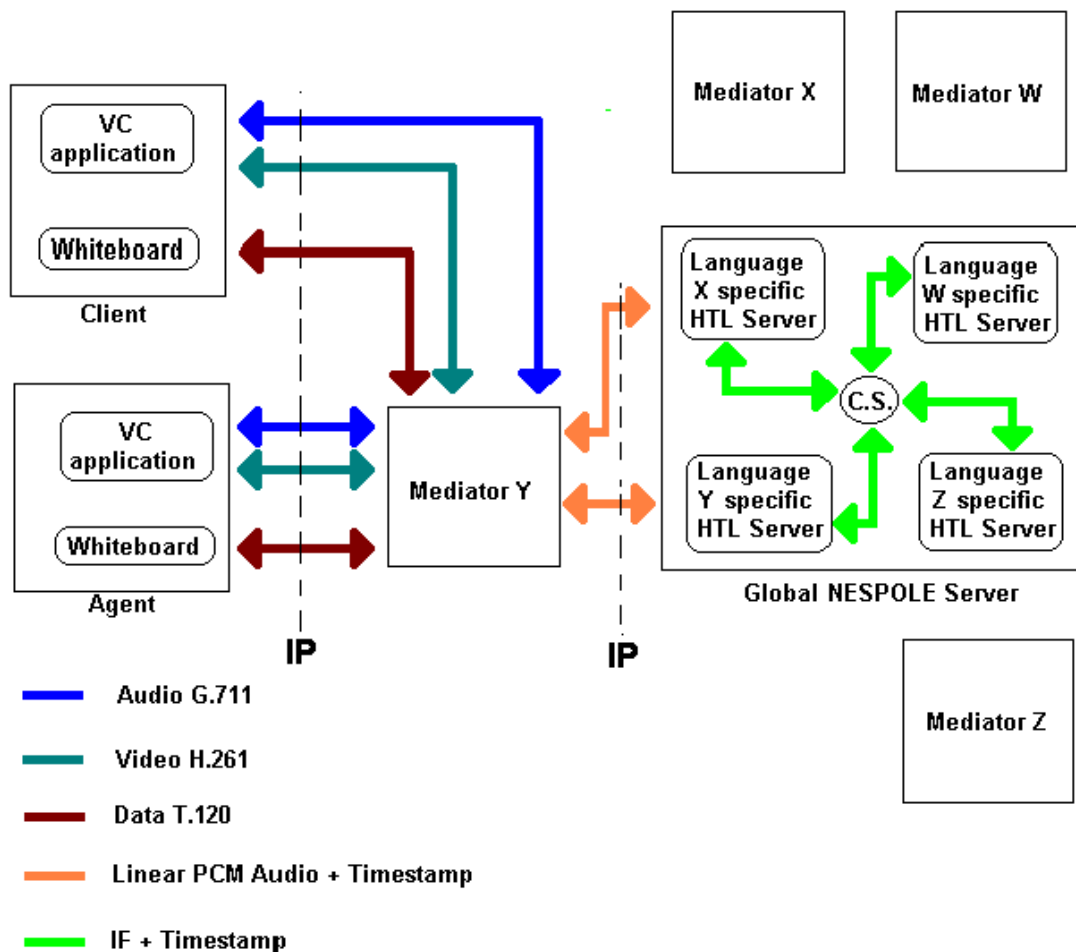 Mediator X
Mediator W
VC
application
Whiteboard
Client
Language
X specific
HTL Server
Language
W specific
HTL Server
C.S.
VC
application
Whiteboard
Agent
Mediator Y
Language
Y specific
HTL Server
Language
Z specific
HTL Server
Global NESPOLE Server
IP
IP
Mediator Z
Audio G.711
Video H.261
Data T.120
Linear PCM Audio + Timestamp
IF + Timestamp